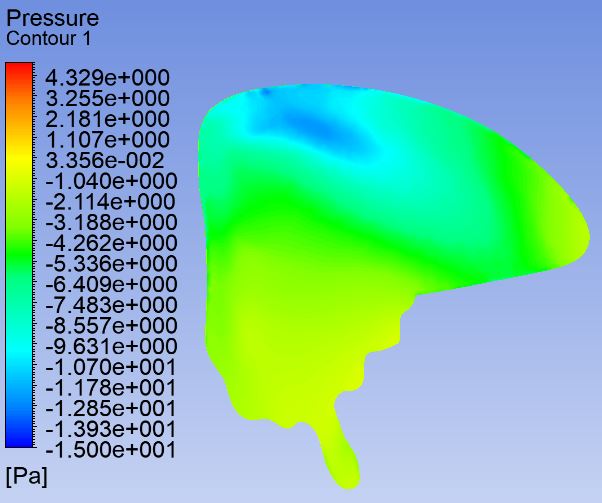 Pressure
Contour 1
4.329e+000
3.255e+000
2.181e+000
1.107e+000
3.356e-002
-1.040e+000
-2.114e+000
-3.188e+000
-4.262e+000
-5.336e+000
-6.409e+000
-7.483e+000
-8.557e+000
-9.631e+000
-1.070e+001
-1.178e+001
-1.285e+001
-1.393e+001
-1.500e+001
[Pa]